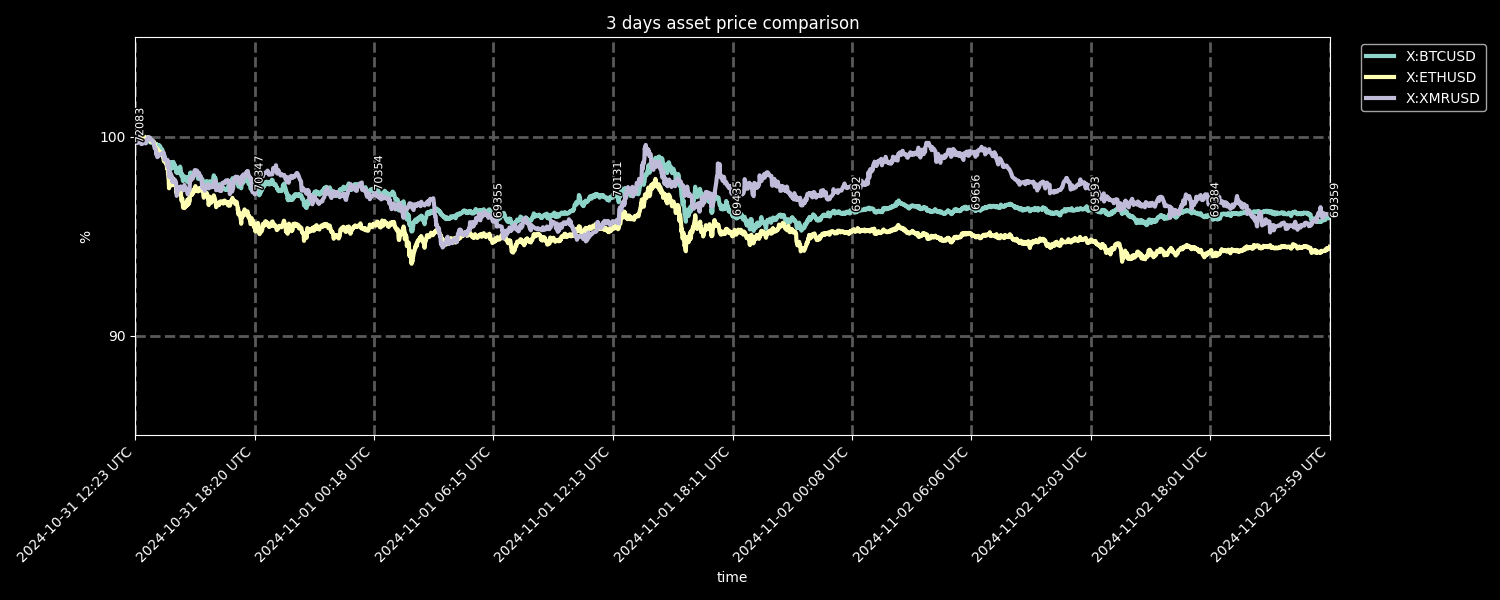 3 days asset price comparison
X:BTCUSD
X:ETHUSD
X:XMRUSD
100
90
%
72083
70347
70354
69355
70131
69435
69592
69656
69593
69384
69359
2024-10-31 12:23 UTC
2024-10-31 18:20 UTC
2024-11-01 00:18 UTC
2024-11-01 06:15 UTC
2024-11-01 12:13 UTC
2024-11-01 18:11 UTC
2024-11-02 00:08 UTC
2024-11-02 06:06 UTC
2024-11-02 12:03 UTC
2024-11-02 18:01 UTC
2024-11-02 23:59 UTC
time